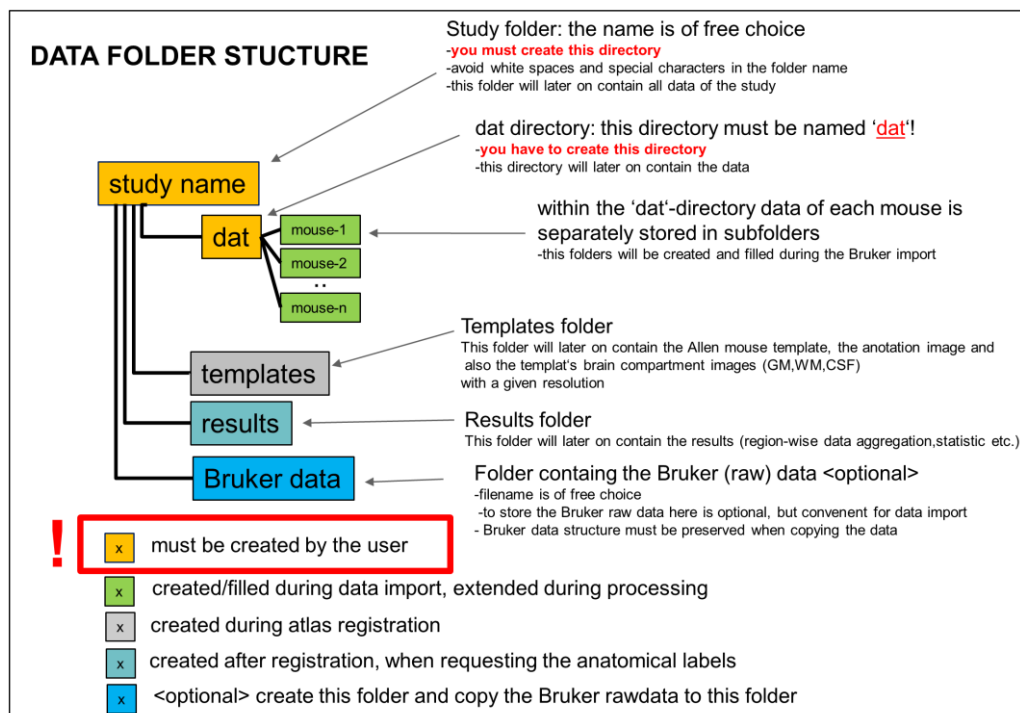 DATA FOLDER STUCTURE
Study folder: the name is of free choice
-you must create this directory
-avoid white spaces and special characters in the folder name
-this folder will later on contain all data of the study
dat directory: this directory must be named ‘dat‘!
-you have to create this directory
-this directory will later on contain the data
study name
dat
mouse-1
mouse-2
..
mouse-n
within the ‘dat‘-directory data of each mouse is
separately stored in subfolders
-this folders will be created and filled during the Bruker import
templates
Templates folder
This folder will later on contain the Allen mouse template, the anotation image and
also the templat‘s brain compartment images (GM,WM,CSF)
with a given resolution
results
Results folder
This folder will later on contain the results (region-wise data aggregation,statistic etc.)
Bruker data
Folder containg the Bruker (raw) data <optional>
-filename is of free choice
-to store the Bruker raw data here is optional, but convenent for data import
- Bruker data structure must be preserved when copying the data
!
x must be created by the user
x created/filled during data import, extended during processing
x created during atlas registration
x created after registration, when requesting the anatomical labels
x <optional> create this folder and copy the Bruker rawdata to this folder